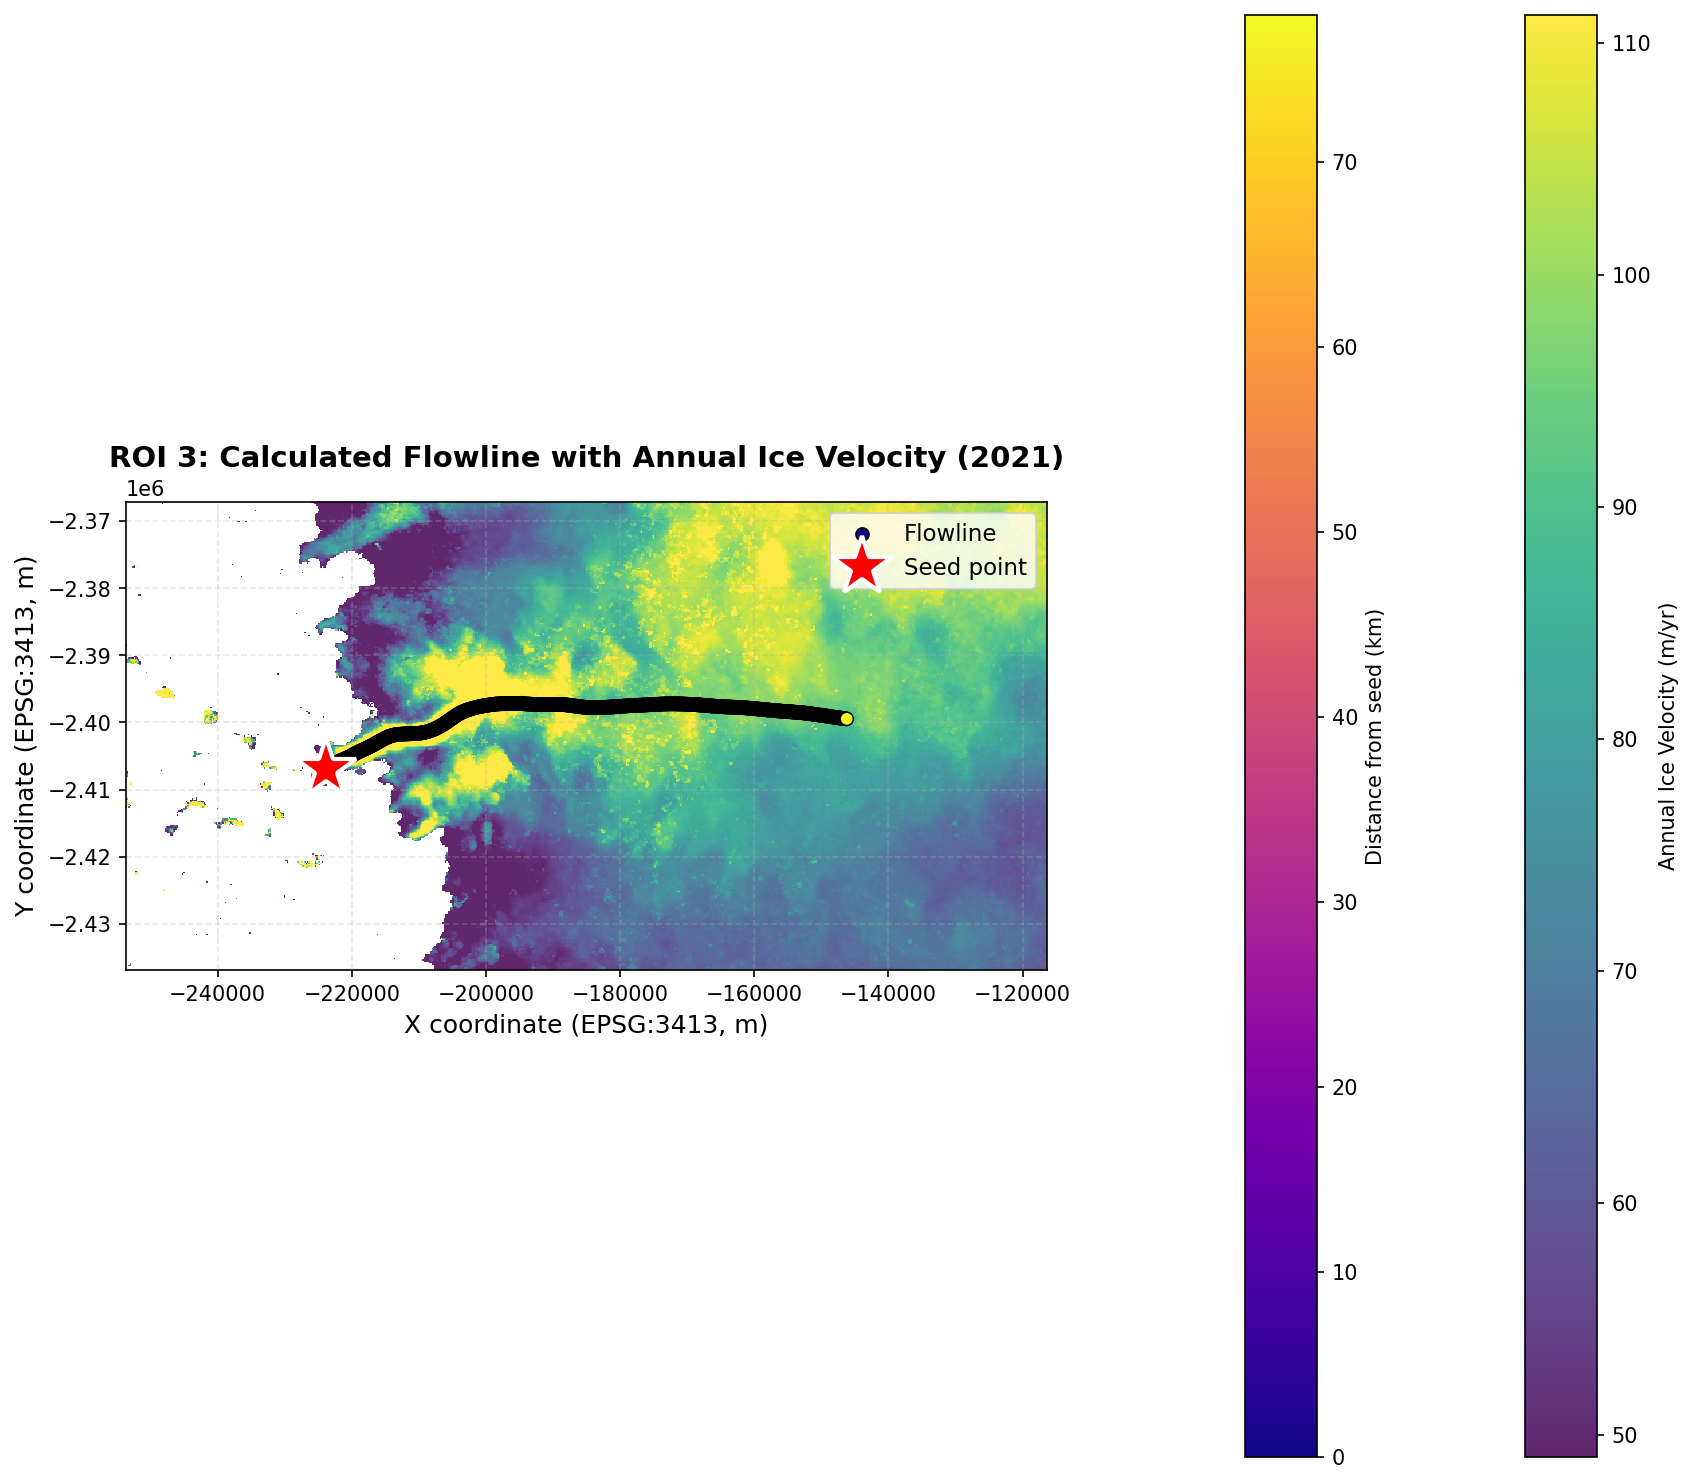 ROI 3: Calculated Flowline with Annual Ice Velocity (2021)
1e6
Flowline
Seed point
Y coordinate (EPSG:3413, m)
−2.37
−2.38
−2.39
−2.40
−2.41
−2.42
−2.43
−240000 −220000 −200000 −180000 −160000 −140000 −120000
X coordinate (EPSG:3413, m)
70
60
50
40
30
20
10
0
Distance from seed (km)
110
100
90
80
70
60
50
Annual Ice Velocity (m/yr)